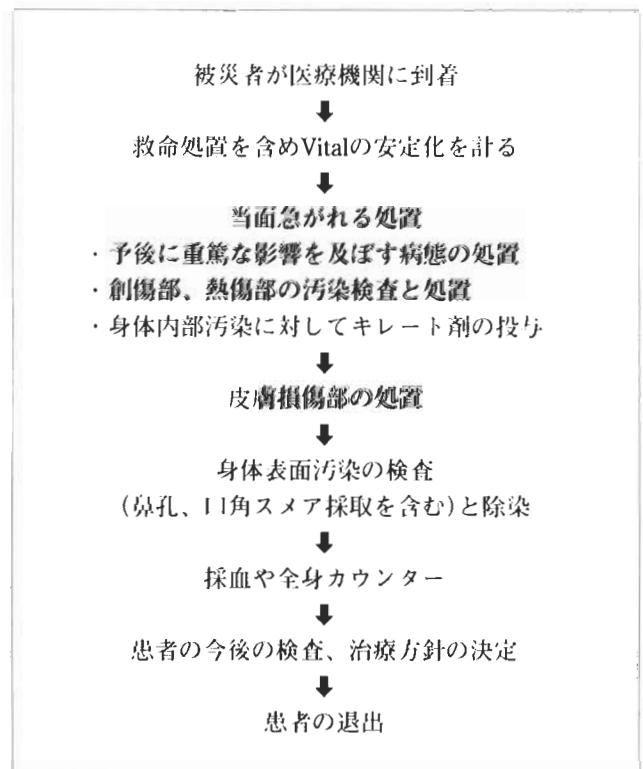 被災者が医療機関に到着
⬇
救命処置を含めVitalの安定化を計る
⬇
当面急がれる処置
・予後に重篤な影響を及ぼす病態の処置
・創傷部、熱傷部の汚染検査と処置
・身体内部汚染に対してキレート剤の投与
⬇
皮膚損傷部の処置
⬇
身体表面汚染の検査
（鼻孔、口角スメア採取を含む）と除染
⬇
採血や全身カウンター
⬇
患者の今後の検査、治療方針の決定
⬇
患者の退出